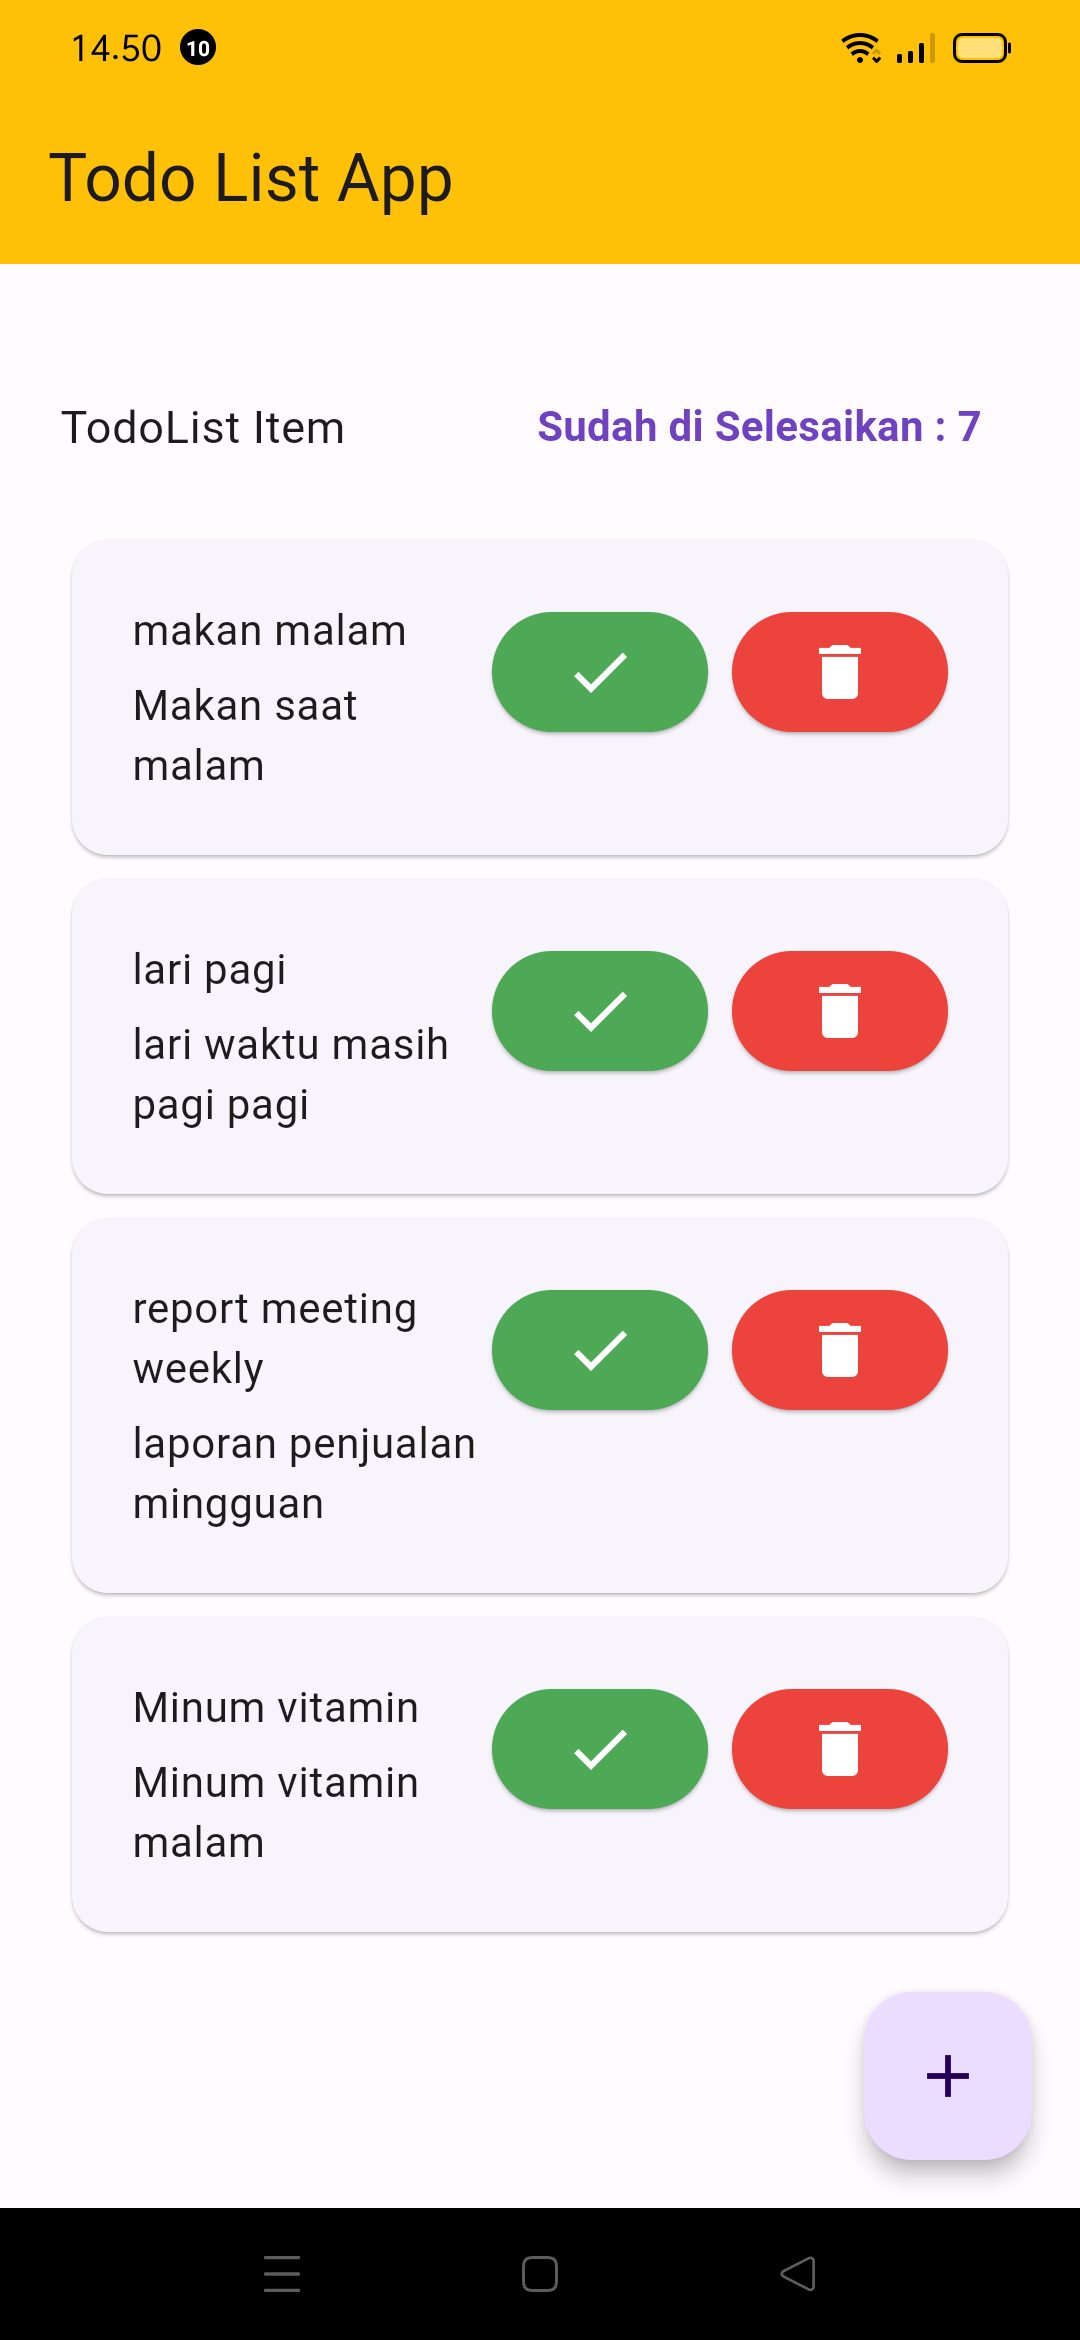 14.50 10
Todo List App
TodoList Item
Sudah di Selesaikan : 7
makan malam
Makan saat
malam
lari pagi
lari waktu masih
pagi pagi
report meeting
weekly
laporan penjualan
mingguan
Minum vitamin
Minum vitamin
malam